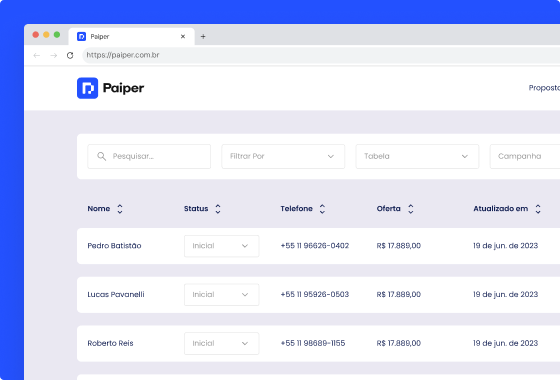 Paiper
https://paiper.com.br
Paiper
Pesquisar...
Filtrar Por
Tabela
Campanha
Nome Status Telefone Oferta Atualizado em
Pedro Batistão Inicial +55 11 96626-0402 R$ 17.889,00 19 de jun. de 2023
Lucas Pavanelli Inicial +55 11 95926-0503 R$ 17.889,00 19 de jun. de 2023
Roberto Reis Inicial +55 11 98689-1155 R$ 17.889,00 19 de jun. de 2023